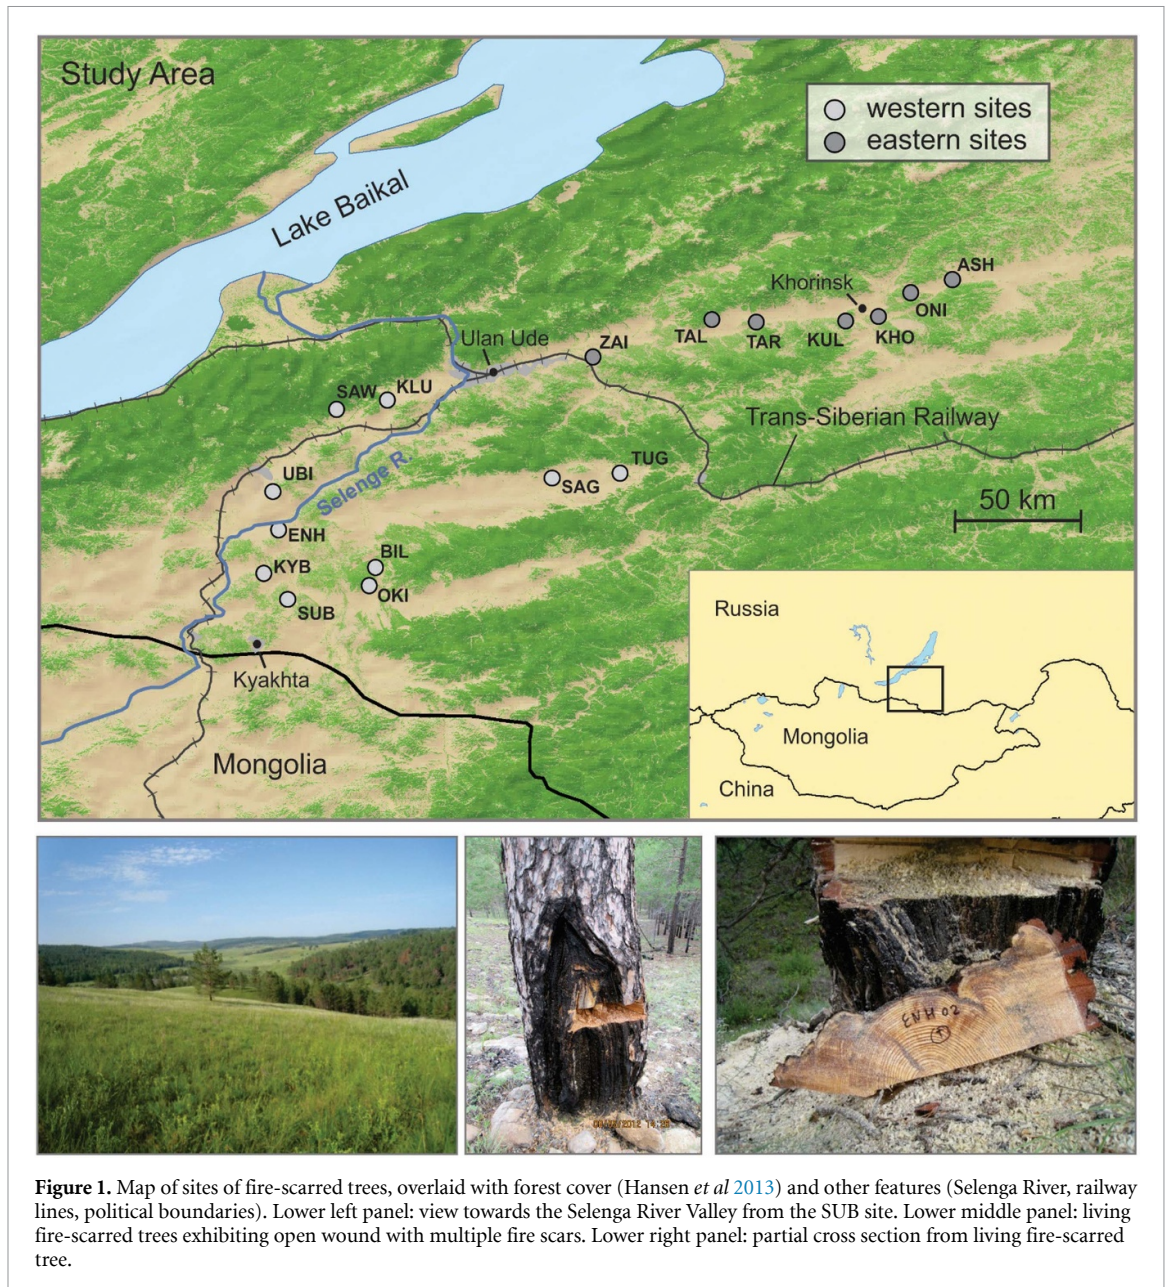 Study Area
western sites
eastern sites
Lake Baikal
ASH
Khorinsk
ONI
TAL
TAR
KUL
KHO
Ulan Ude
ZAI
SAW
KLU
Trans-Siberian Railway
TUG
UBI
Selenge R.
SAG
50 km
ENH
BIL
KYB
OKI
SUB
Russia
Kyakhta
Mongolia
Mongolia
China
ENH 02
Figure 1. Map of sites of fire-scarred trees, overlaid with forest cover (Hansen et al 2013) and other features (Selenga River, railway
lines, political boundaries). Lower left panel: view towards the Selenga River Valley from the SUB site. Lower middle panel: living
fire-scarred trees exhibiting open wound with multiple fire scars. Lower right panel: partial cross section from living fire-scarred
tree.